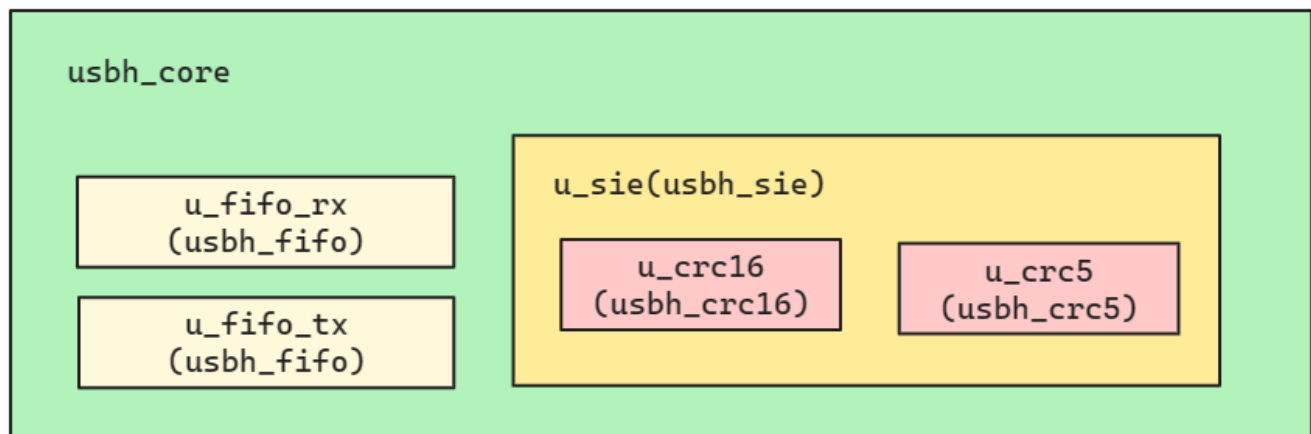 usbh_core
u_fifo_rx
(usbh_fifo)
u_fifo_tx
(usbh_fifo)
u_sie(usbh_sie)
u_crc16
(usbh_crc16)
u_crc5
(usbh_crc5)